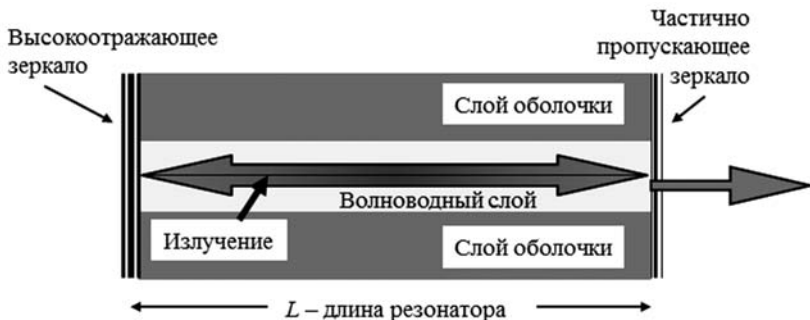 Высокоотражающее
зеркало
Частично
пропускающее
зеркало
Слой оболочки
Волноводный слой
Излучение
Слой оболочки
L – длина резонатора